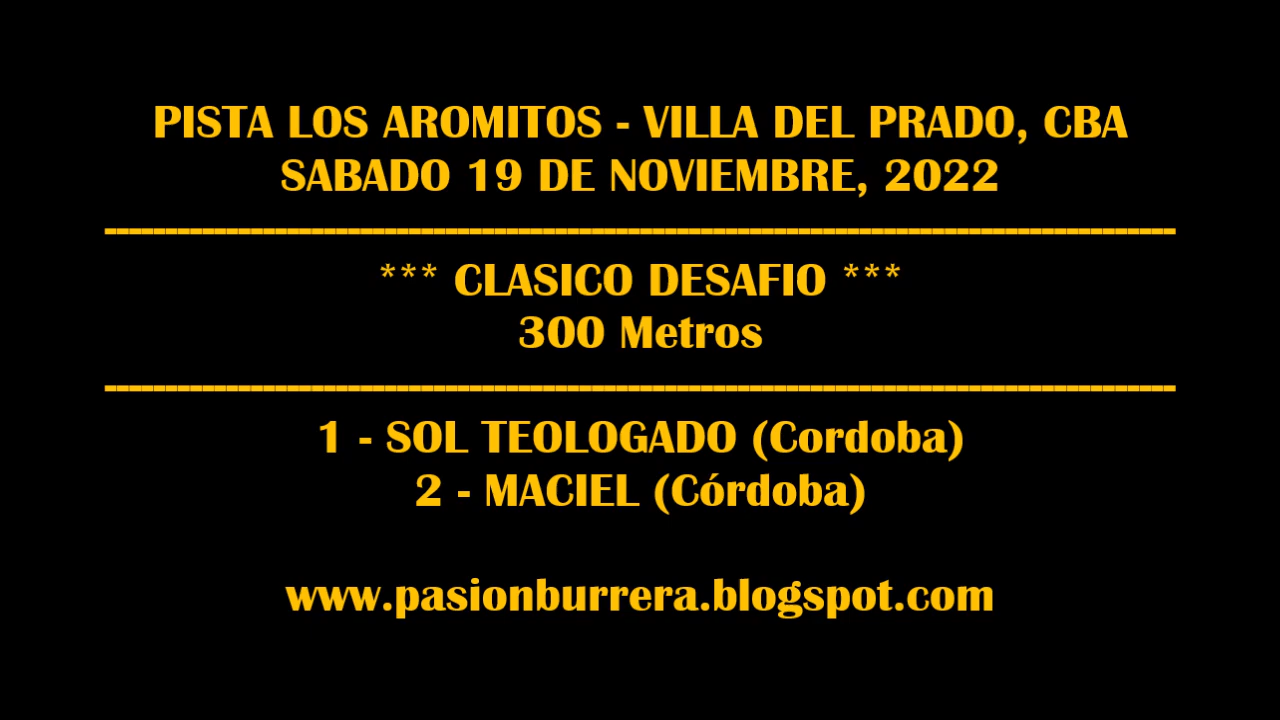 PISTA LOS AROMITOS - VILLA DEL PRADO, CBA
SABADO 19 DE NOVIEMBRE, 2022
*** CLASICO DESAFIO ***
300 Metros
1 - SOL TEOLOGADO (Cordoba)
2 - MACIEL (Córdoba)
www.pasionburrera.blogspot.com